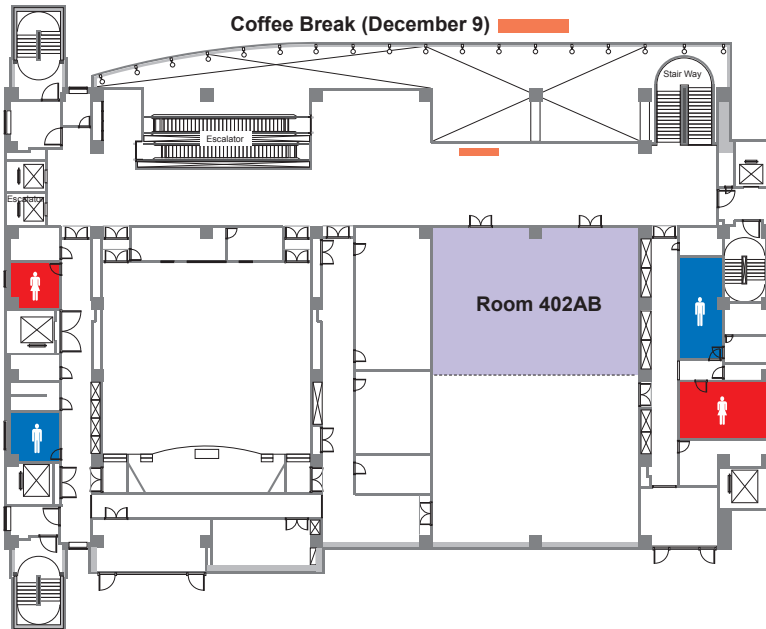 Coffee Break (December 9)
Stair Way
Escalator
Escalator
Room 402AB